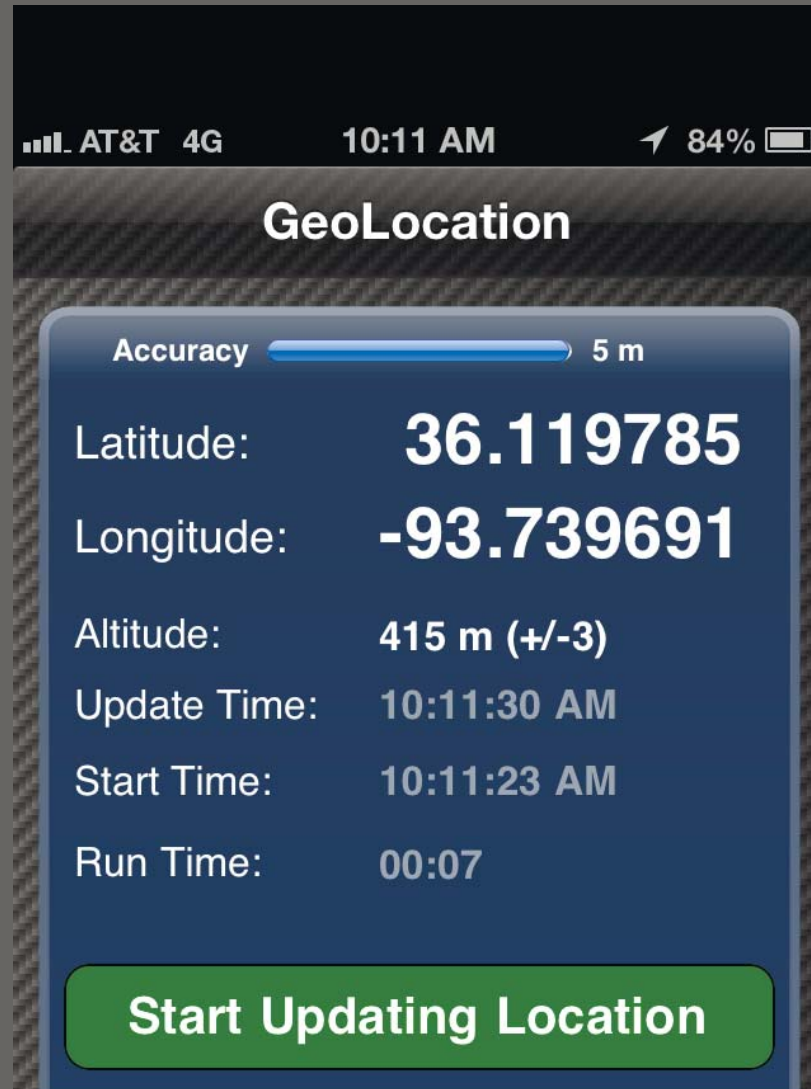 AT&T 4G 10:11 AM 84%
GeoLocation
Accuracy 5 m
Latitude: 36.119785
Longitude: -93.739691
Altitude: 415 m (+/-3)
Update Time: 10:11:30 AM
Start Time: 10:11:23 AM
Run Time: 00:07
Start Updating Location